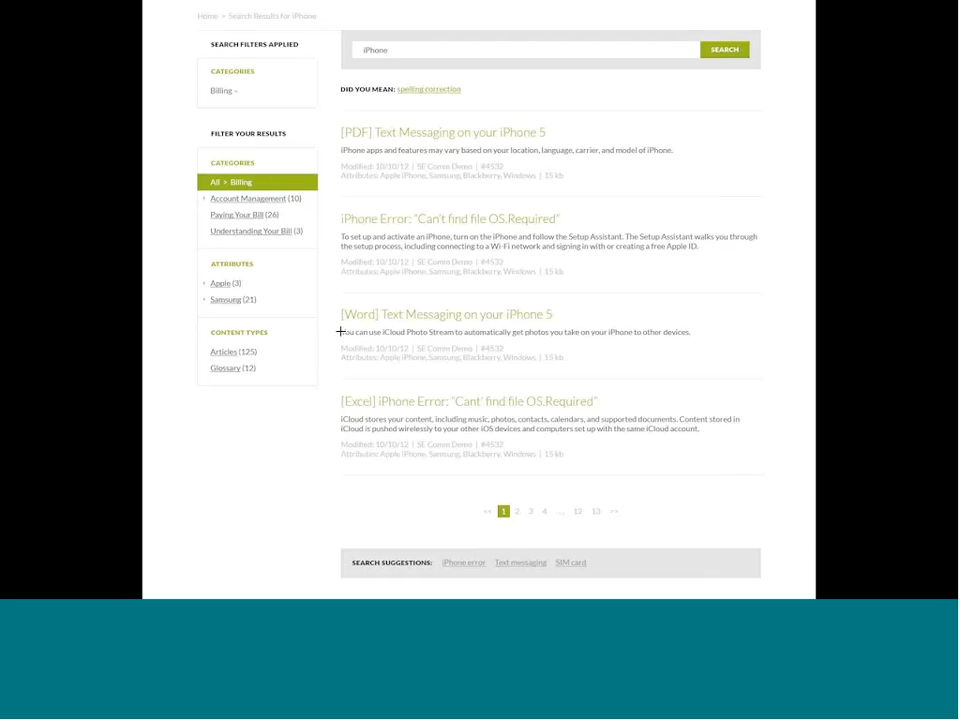 Home > Search Results for iPhone
SEARCH FILTERS APPLIED
CATEGORIES
Billing -
FILTER YOUR RESULTS
CATEGORIES
All > Billing
Account Management (10)
Paying Your Bill (26)
Understanding Your Bill (3)
ATTRIBUTES
Apple (3)
Samsung (21)
CONTENT TYPES
Articles (125)
Glossary (12)
iPhone
SEARCH
DID YOU MEAN: spelling correction
[PDF] Text Messaging on your iPhone 5
iPhone apps and features may vary based on your location, language, carrier, and model of iPhone.
Modified: 10/10/12 | SE Comm Demo | #4532
Attributes: Apple iPhone, Samsung, Blackberry, Windows | 15 kb
iPhone Error: "Can't find file OS.Required"
To set up and activate an iPhone, turn on the iPhone and follow the Setup Assistant. The Setup Assistant walks you through
the setup process, including connecting to a Wi-Fi network and signing in with or creating a free Apple ID.
Modified: 10/10/12 | SE Comm Demo | #4532
Attributes: Apple iPhone, Samsung, Blackberry, Windows | 15 kb
[Word] Text Messaging on your iPhone 5
You can use iCloud Photo Stream to automatically get photos you take on your iPhone to other devices.
Modified: 10/10/12 | SE Comm Demo | #4532
Attributes: Apple iPhone, Samsung, Blackberry, Windows | 15 kb
[Excel] iPhone Error: "Cant' find file OS.Required"
iCloud stores your content, including music, photos, contacts, calendars, and supported documents. Content stored in
iCloud is pushed wirelessly to your other iOS devices and computers set up with the same iCloud account.
Modified: 10/10/12 | SE Comm Demo | #4532
Attributes: Apple iPhone, Samsung, Blackberry, Windows | 15 kb
<< 1 2 3 4 ... 12 13 >>
SEARCH SUGGESTIONS: iPhone error Text messaging SIM card